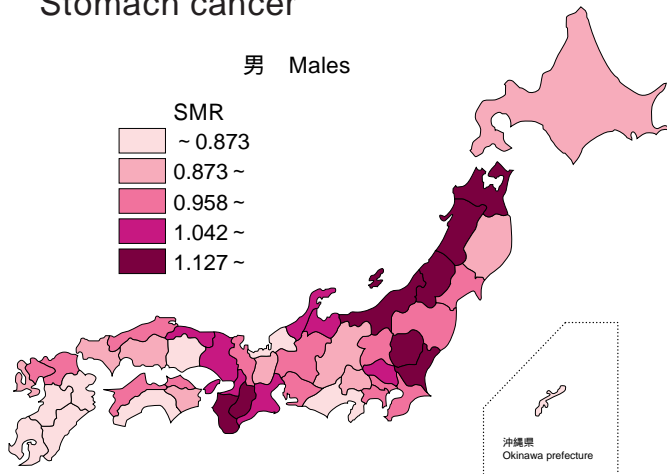 Stomach cancer
男 Males
SMR
~ 0.873
0.873 ~
0.958 ~
1.042 ~
1.127 ~
沖縄県
Okinawa prefecture